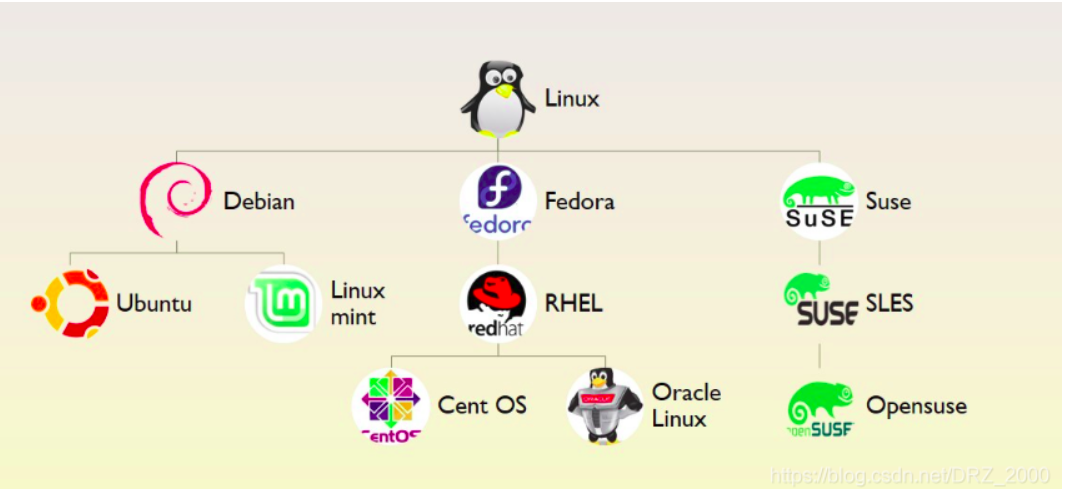 Linux
Debian
fedora
Fedora
SuSE
Suse
Ubuntu
Linux
mint
redhat
RHEL
SUSE
SLES
CentOS
Cent OS
ORACLE
Oracle
Linux
openSUSE
Opensuse
https://blog.csdn.net/DRZ_2000